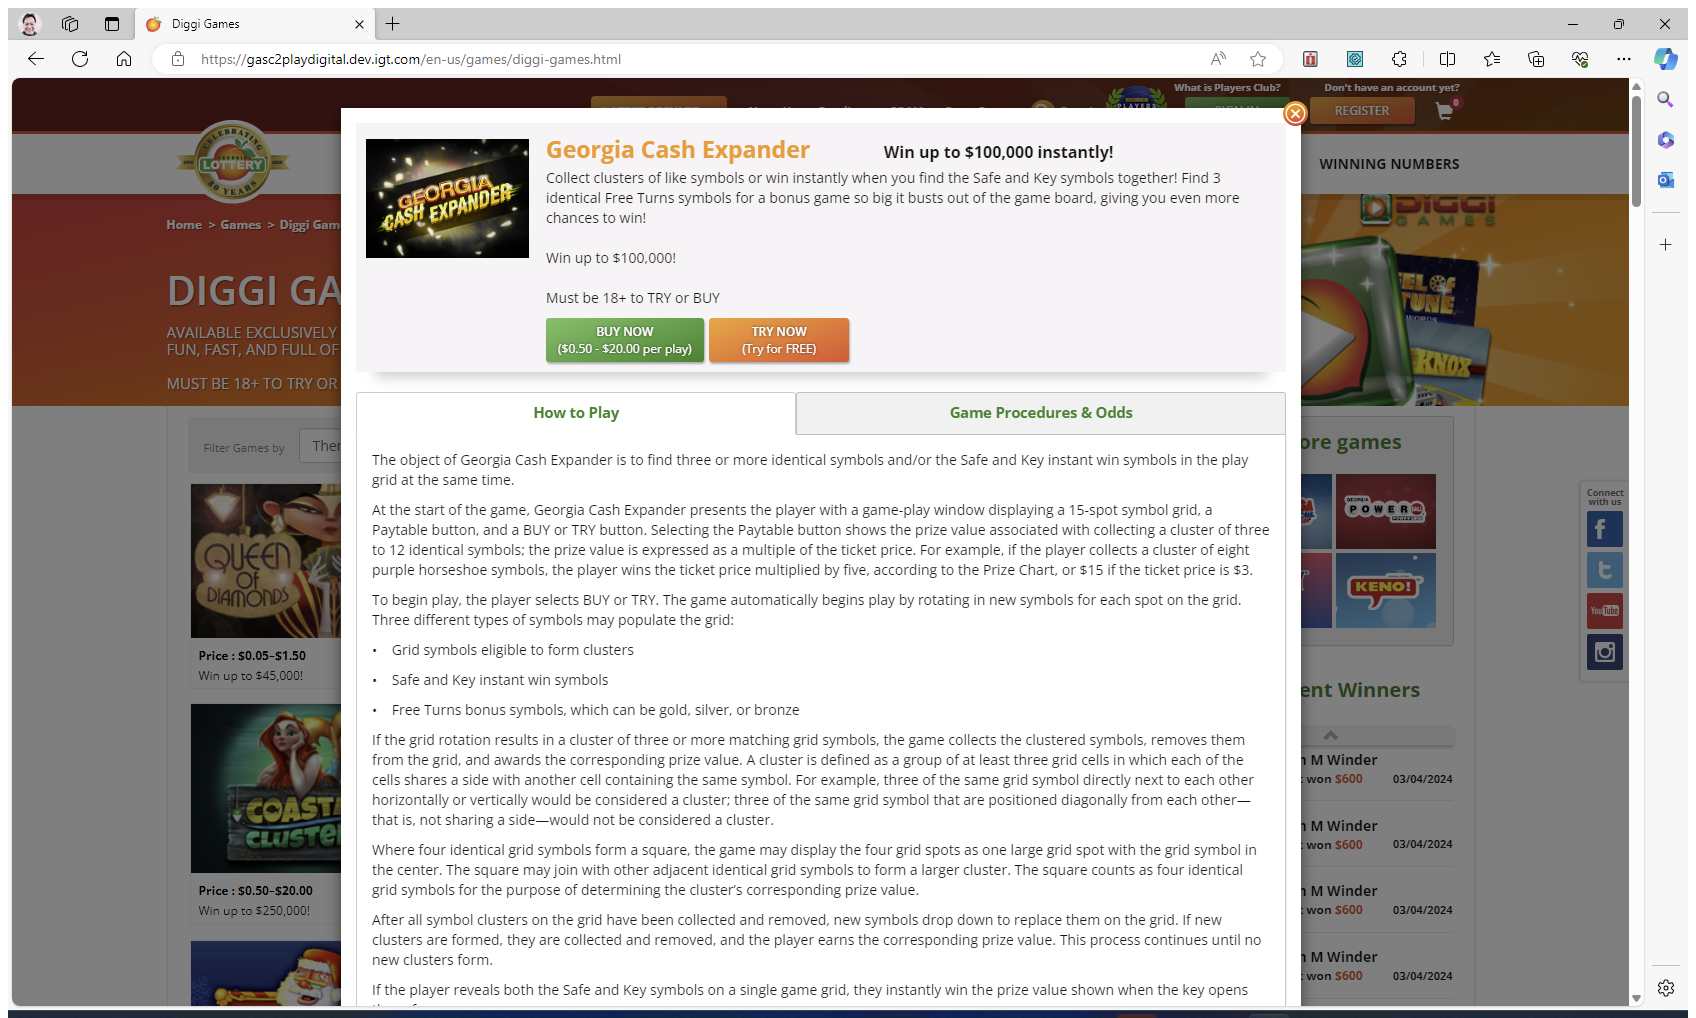 Diggi Games
https://gasc2playdigital.dev.igt.com/en-us/games/diggi-games.html
What is Players Club?
Don't have an account yet?
PLAYERS
REGISTER
0
CELEBRATING
LOTTERY
30 YEARS
WINNING NUMBERS
Home > Games > Diggi Gam
DIGGI GA
AVAILABLE EXCLUSIVELY
FUN, FAST, AND FULL OF
MUST BE 18+ TO TRY OR
DIGGI
GAMES
KNOX
GEORGIA
CASH EXPANDER
Georgia Cash Expander
Win up to $100,000 instantly!
Collect clusters of like symbols or win instantly when you find the Safe and Key symbols together! Find 3
identical Free Turns symbols for a bonus game so big it busts out of the game board, giving you even more
chances to win!
Win up to $100,000!
Must be 18+ to TRY or BUY
BUY NOW
($0.50 - $20.00 per play)
TRY NOW
(Try for FREE)
How to Play
Game Procedures & Odds
The object of Georgia Cash Expander is to find three or more identical symbols and/or the Safe and Key instant win symbols in the play
grid at the same time.
At the start of the game, Georgia Cash Expander presents the player with a game-play window displaying a 15-spot symbol grid, a
Paytable button, and a BUY or TRY button. Selecting the Paytable button shows the prize value associated with collecting a cluster of three
to 12 identical symbols; the prize value is expressed as a multiple of the ticket price. For example, if the player collects a cluster of eight
purple horseshoe symbols, the player wins the ticket price multiplied by five, according to the Prize Chart, or $15 if the ticket price is $3.
To begin play, the player selects BUY or TRY. The game automatically begins play by rotating in new symbols for each spot on the grid.
Three different types of symbols may populate the grid:
• Grid symbols eligible to form clusters
• Safe and Key instant win symbols
• Free Turns bonus symbols, which can be gold, silver, or bronze
If the grid rotation results in a cluster of three or more matching grid symbols, the game collects the clustered symbols, removes them
from the grid, and awards the corresponding prize value. A cluster is defined as a group of at least three grid cells in which each of the
cells shares a side with another cell containing the same symbol. For example, three of the same grid symbol directly next to each other
horizontally or vertically would be considered a cluster; three of the same grid symbol that are positioned diagonally from each other—
that is, not sharing a side—would not be considered a cluster.
Where four identical grid symbols form a square, the game may display the four grid spots as one large grid spot with the grid symbol in
the center. The square may join with other adjacent identical grid symbols to form a larger cluster. The square counts as four identical
grid symbols for the purpose of determining the cluster's corresponding prize value.
After all symbol clusters on the grid have been collected and removed, new symbols drop down to replace them on the grid. If new
clusters are formed, they are collected and removed, and the player earns the corresponding prize value. This process continues until no
new clusters form.
If the player reveals both the Safe and Key symbols on a single game grid, they instantly win the prize value shown when the key opens
Filter Games by
Ther
QUEEN
OF
DIAMONDS
Price : $0.05–$1.50
Win up to $45,000!
COASTA
CLUSTER
Price : $0.50–$20.00
Win up to $250,000!
ore games
GEORGIA
POWERBALL
KENO!
Connect
with us
YouTube
ent Winners
n M Winder
t won $600
03/04/2024
n M Winder
t won $600
03/04/2024
n M Winder
t won $600
03/04/2024
n M Winder
t won $600
03/04/2024